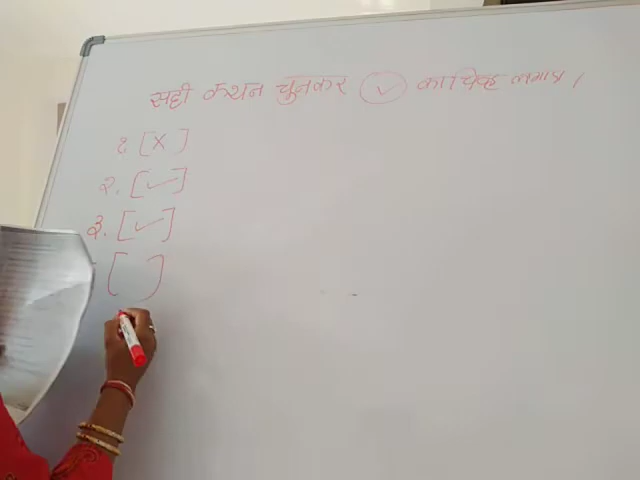 सही कथन चुनकर ✓ का चिन्ह लगाए ।
१. [X]
२. [✓]
३. [✓]
[ ]